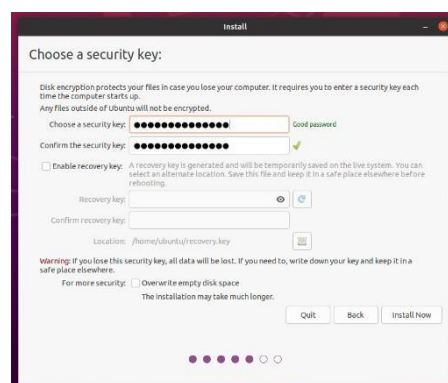 Install
Choose a security key:
Disk encryption protects your files in case you lose your computer. It requires you to enter a security key each
time the computer starts up.
Any files outside of Ubuntu will not be encrypted.
Choose a security key: ●●●●●●●●●●●●●● Good password
Confirm the security key: ●●●●●●●●●●●●●●
Enable recovery key: A recovery key is generated and will be temporarily saved on the live system. You can
select an alternate location. Save this file and keep it in a safe place elsewhere before
rebooting.
Recovery key:
Confirm recovery key:
Location: /home/ubuntu/recovery.key
Warning: If you lose this security key, all data will be lost. If you need to, write down your key and keep it in a
safe place elsewhere.
For more security: Overwrite empty disk space
The installation may take much longer.
Quit Back Install Now